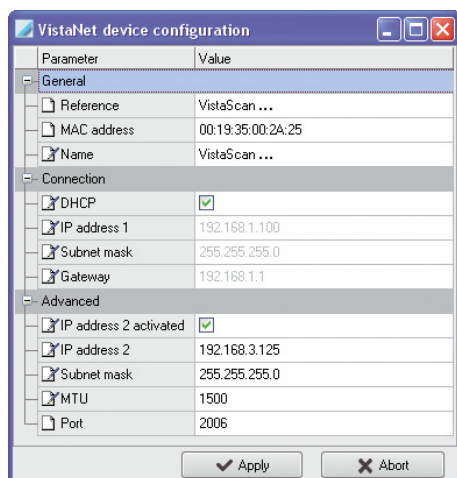 VistaNet device configuration
Parameter Value
General
Reference VistaScan ...
MAC address 00:19:35:00:2A:25
Name VistaScan ...
Connection
DHCP
IP address 1 192.168.1.100
Subnet mask 255.255.255.0
Gateway 192.168.1.1
Advanced
IP address 2 activated
IP address 2 192.168.3.125
Subnet mask 255.255.255.0
MTU 1500
Port 2006
Apply Abort